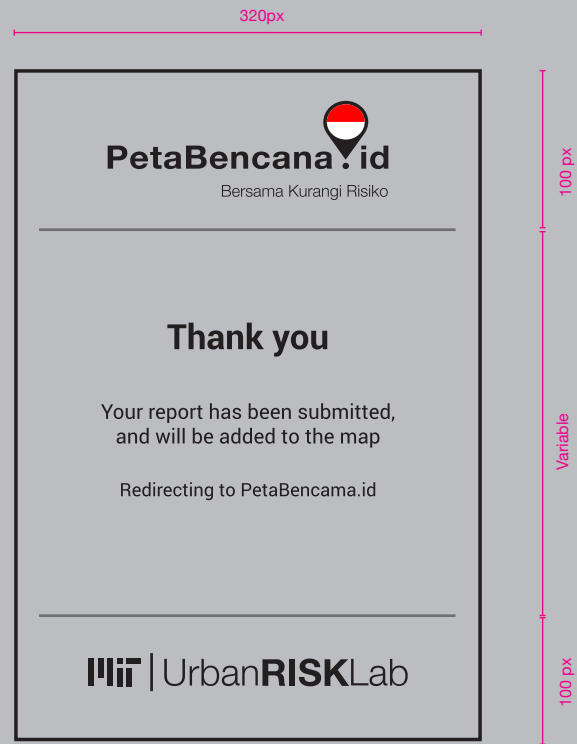 320px
PetaBencana.id
Bersama Kurangi Risiko
100 px
Thank you
Your report has been submitted,
and will be added to the map
Variable
Redirecting to PetaBencama.id
MIT | UrbanRISKLab
100 px